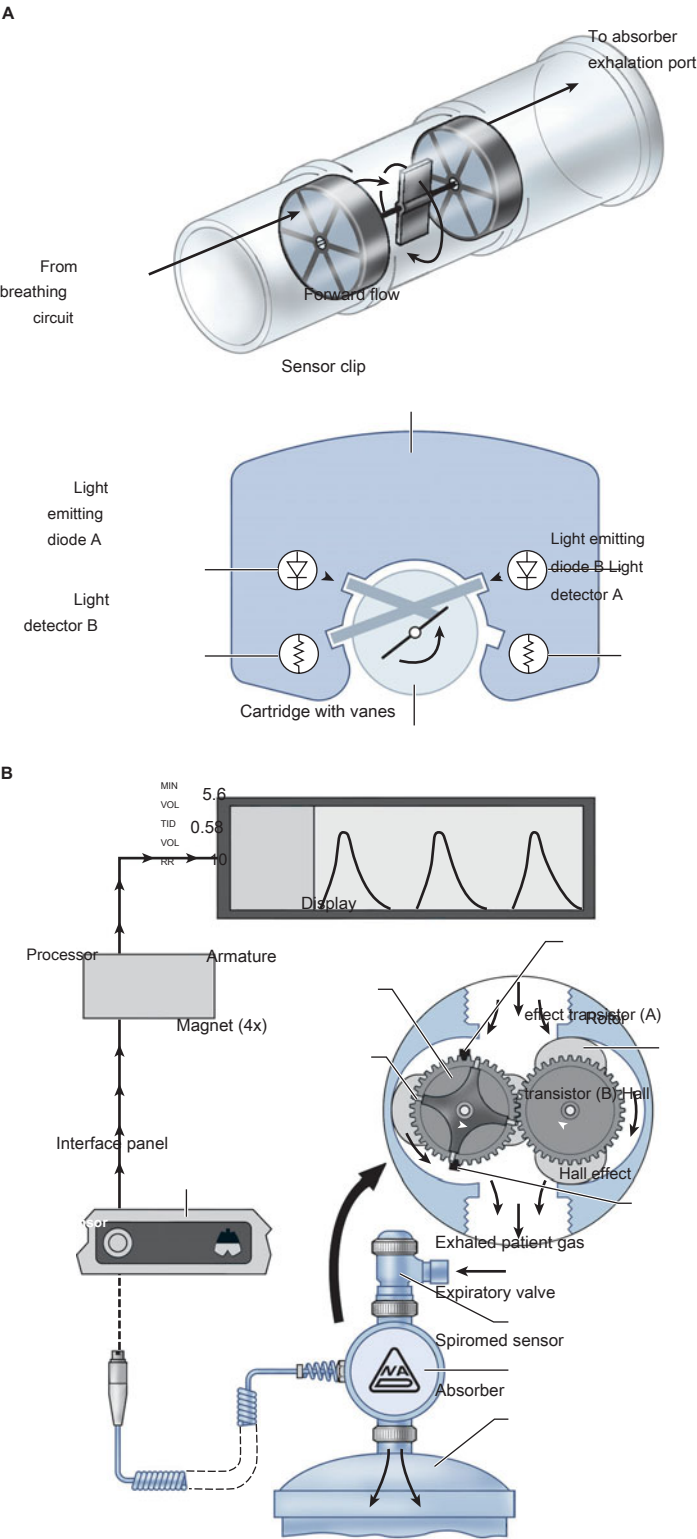 A
To absorber
exhalation port
From
breathing
circuit
Forward flow
Sensor clip
Light
emitting
diode A
Light emitting
diode B Light
detector A
Light
detector B
Cartridge with vanes
B
MIN
VOL
5.6
TID
VOL
0.58
RR
10
Display
Processor
Armature
Magnet (4x)
effect transistor (A)
Rotor
transistor (B) Hall
Interface panel
Hall effect
sor
Exhaled patient gas
Expiratory valve
Spiromed sensor
NA
Absorber